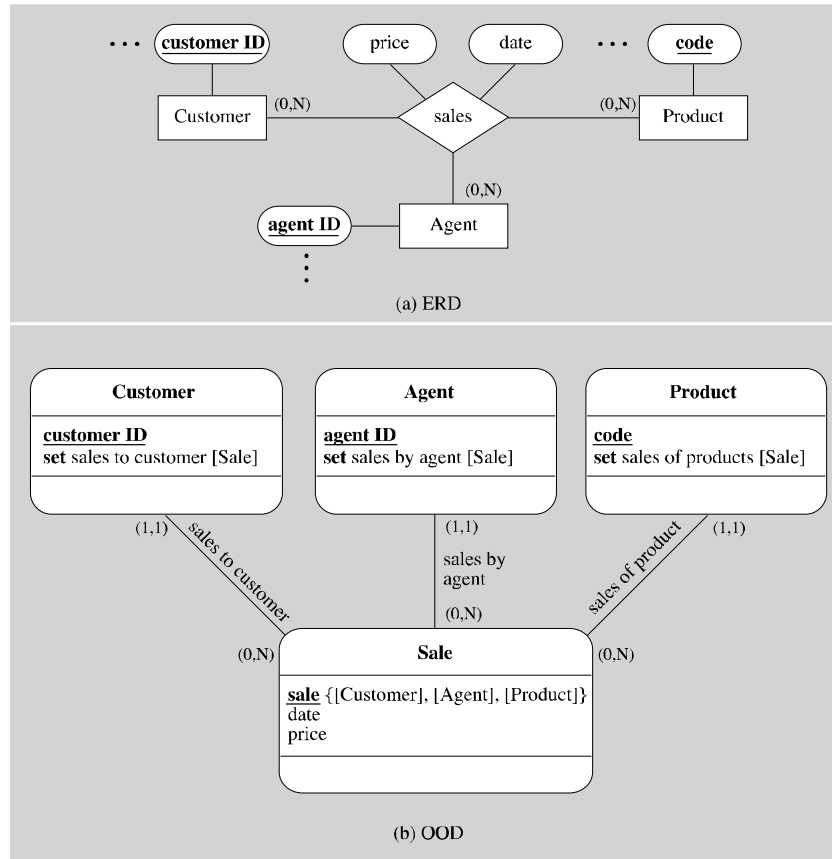 ... customer ID
price
date
... code
Customer
(0,N)
sales
(0,N)
Product
(0,N)
agent ID
Agent
(a) ERD
Customer
customer ID
set sales to customer [Sale]
Agent
agent ID
set sales by agent [Sale]
Product
code
set sales of products [Sale]
(1,1)
sales to customer
(0,N)
(1,1)
sales by
agent
(0,N)
(1,1)
sales of product
(0,N)
Sale
sale {[Customer], [Agent], [Product]}
date
price
(b) OOD